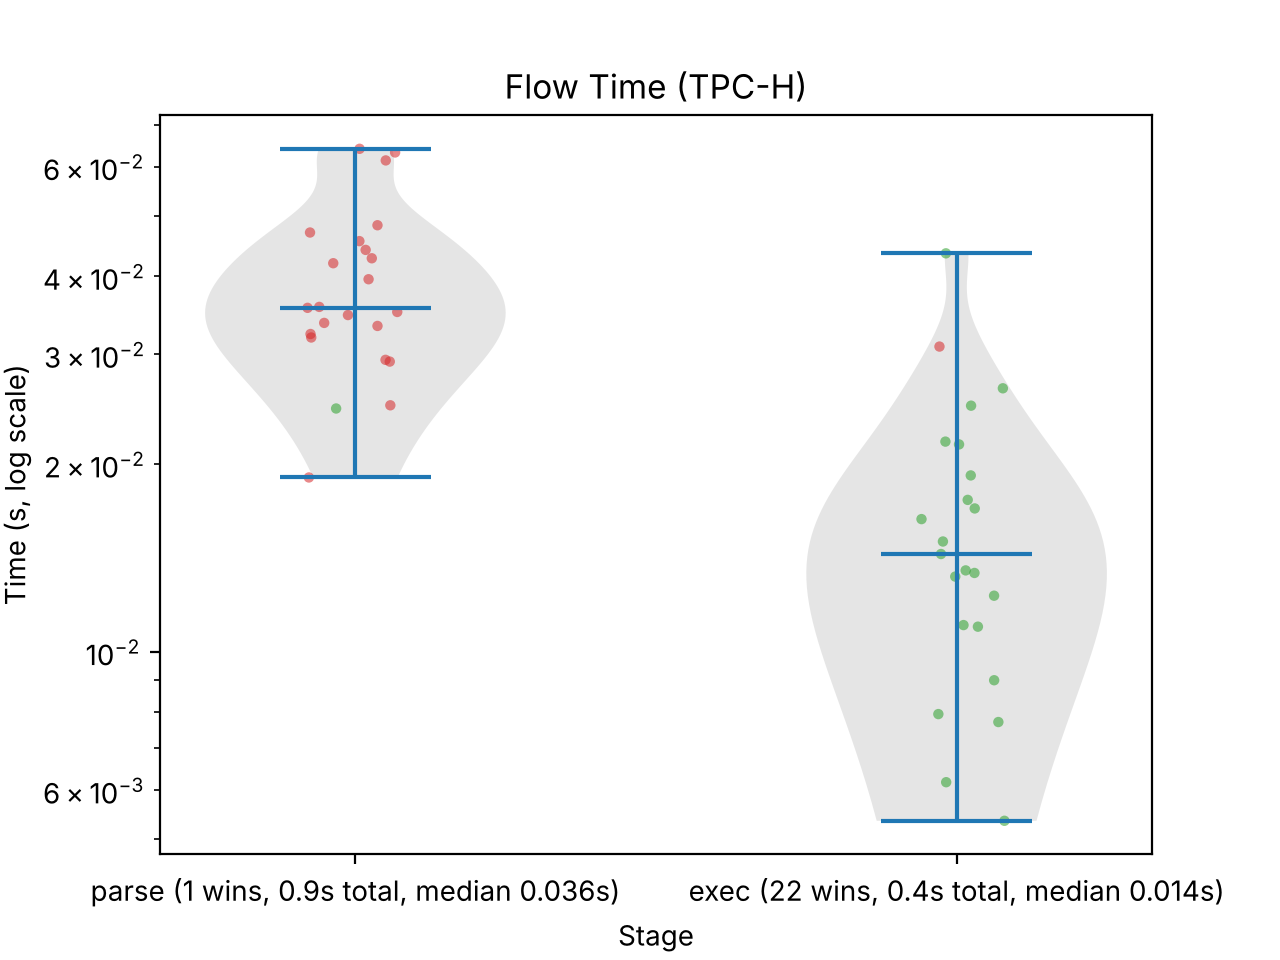 Flow Time (TPC-H)
6 × 10⁻²
4 × 10⁻²
3 × 10⁻²
2 × 10⁻²
10⁻²
6 × 10⁻³
Time (s, log scale)
parse (1 wins, 0.9s total, median 0.036s)
exec (22 wins, 0.4s total, median 0.014s)
Stage